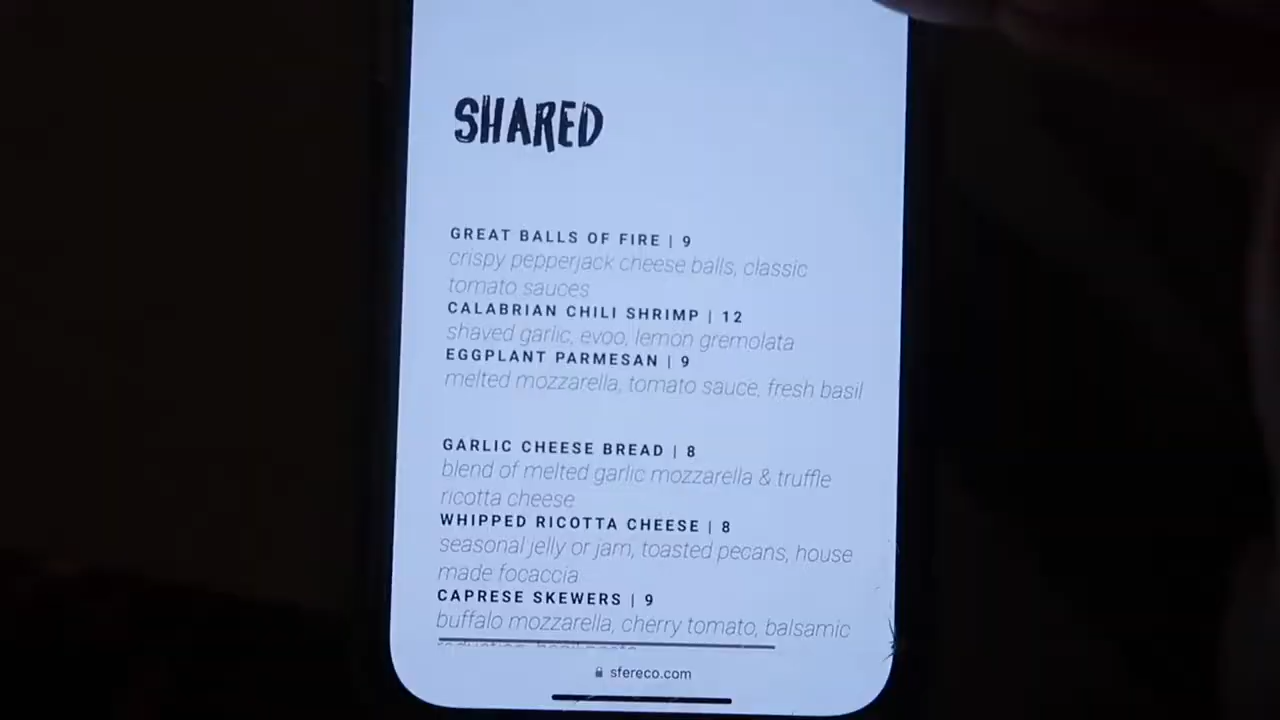 SHARED
GREAT BALLS OF FIRE | 9
crispy pepperjack cheese balls, classic
tomato sauces
CALABRIAN CHILI SHRIMP | 12
shaved garlic, evoo, lemon gremolata
EGGPLANT PARMESAN | 9
melted mozzarella, tomato sauce, fresh basil
GARLIC CHEESE BREAD | 8
blend of melted garlic mozzarella & truffle
ricotta cheese
WHIPPED RICOTTA CHEESE | 8
seasonal jelly or jam, toasted pecans, house
made focaccia
CAPRESE SKEWERS | 9
buffalo mozzarella, cherry tomato, balsamic
sfereco.com